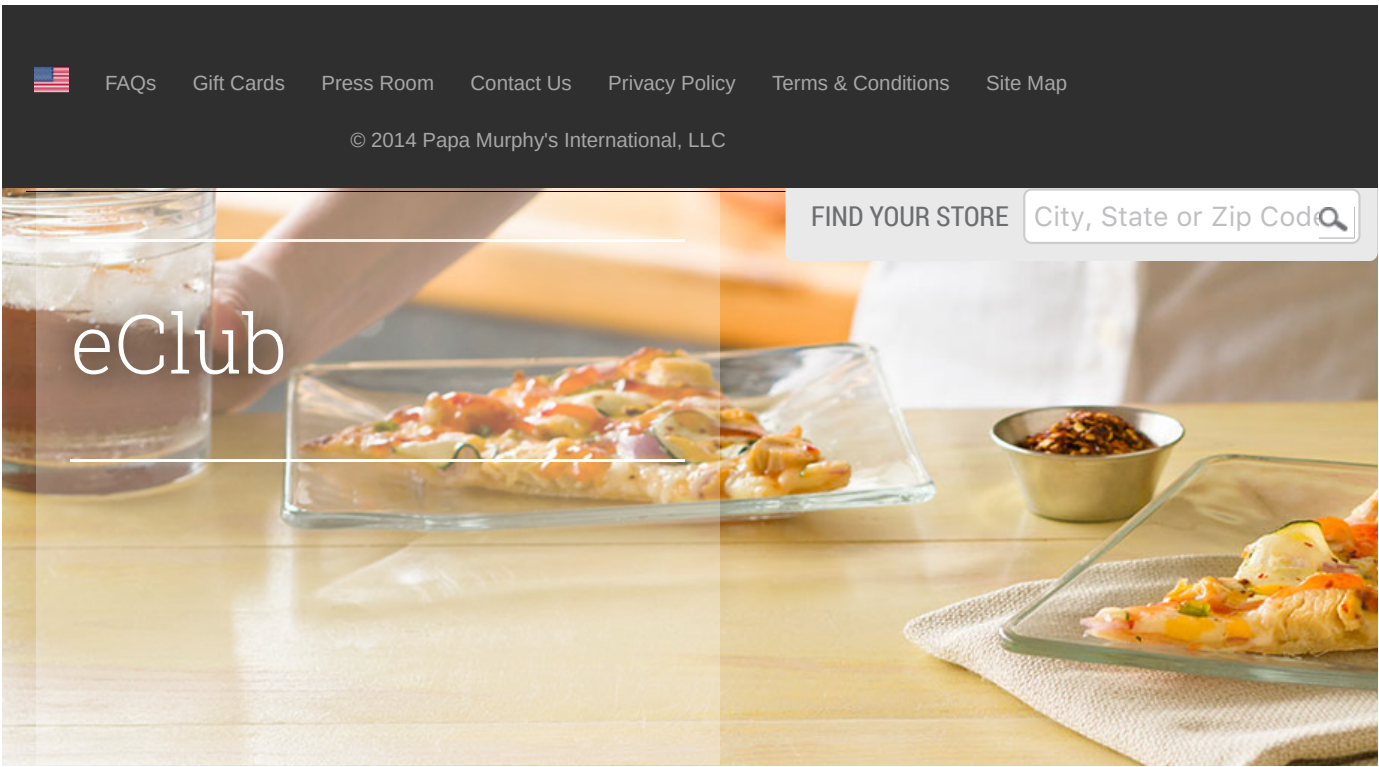 FAQs Gift Cards Press Room Contact Us Privacy Policy Terms & Conditions Site Map
© 2014 Papa Murphy's International, LLC
FIND YOUR STORE City, State or Zip Code
eClub